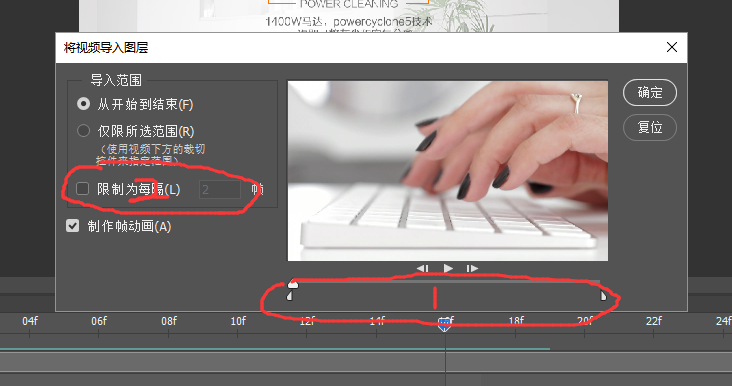 POWER CLEANING
1400W马达，powercyclone5技术
将视频导入图层
导入范围
从开始到结束(F)
仅限所选范围(R)
（使用视频下方的裁切
控件来指定范围）
限制为每隔(L) 2 帧
制作帧动画(A)
确定
复位
04f 06f 08f 10f 12f 14f 16f 20f 22f 24f